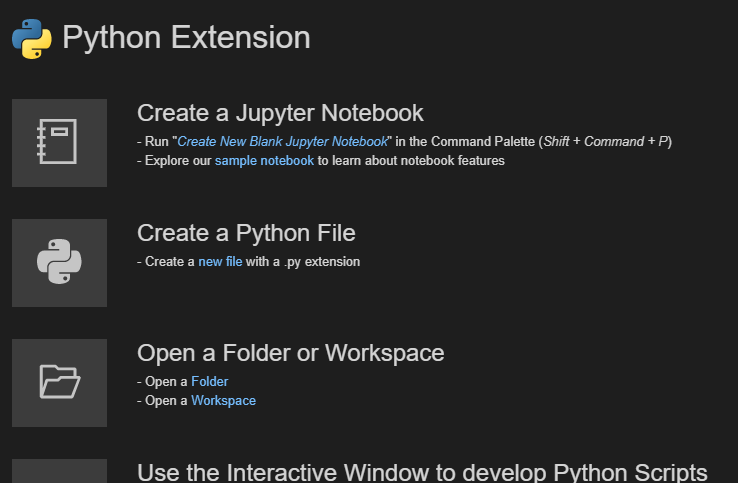 Python Extension
Create a Jupyter Notebook
- Run "Create New Blank Jupyter Notebook" in the Command Palette (Shift + Command + P)
- Explore our sample notebook to learn about notebook features
Create a Python File
- Create a new file with a .py extension
Open a Folder or Workspace
- Open a Folder
- Open a Workspace
Use the Interactive Window to develop Python Scripts